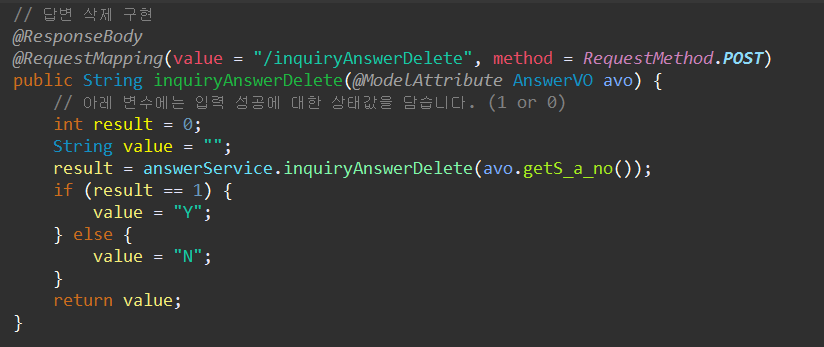 // 답변 삭제 구현
@ResponseBody
@RequestMapping(value = "/inquiryAnswerDelete", method = RequestMethod.POST)
public String inquiryAnswerDelete(@ModelAttribute AnswerVO avo) {
// 아레 변수에는 입력 성공에 대한 상태값을 담습니다. (1 or 0)
int result = 0;
String value = "";
result = answerService.inquiryAnswerDelete(avo.getS_a_no());
if (result == 1) {
value = "Y";
} else {
value = "N";
}
return value;
}